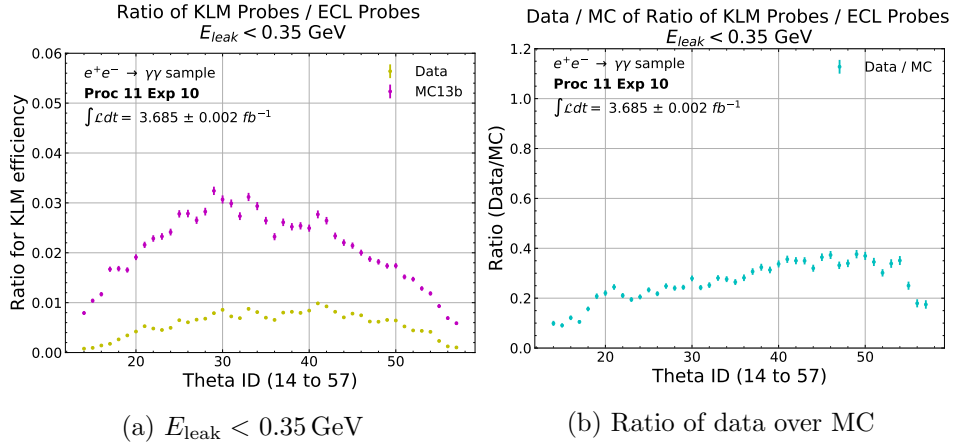 Ratio of KLM Probes / ECL Probes
E_leak < 0.35 GeV
0.06
0.05
0.04
0.03
0.02
0.01
0.00
Ratio for KLM efficiency
e⁺e⁻ → γγ sample
Proc 11 Exp 10
∫ℒdt = 3.685 ± 0.002 fb⁻¹
Data
MC13b
20
30
40
50
Theta ID (14 to 57)
(a) E_leak < 0.35 GeV
Data / MC of Ratio of KLM Probes / ECL Probes
E_leak < 0.35 GeV
1.2
1.0
0.8
0.6
0.4
0.2
0.0
Ratio (Data/MC)
e⁺e⁻ → γγ sample
Proc 11 Exp 10
∫ℒdt = 3.685 ± 0.002 fb⁻¹
Data / MC
20
30
40
50
Theta ID (14 to 57)
(b) Ratio of data over MC